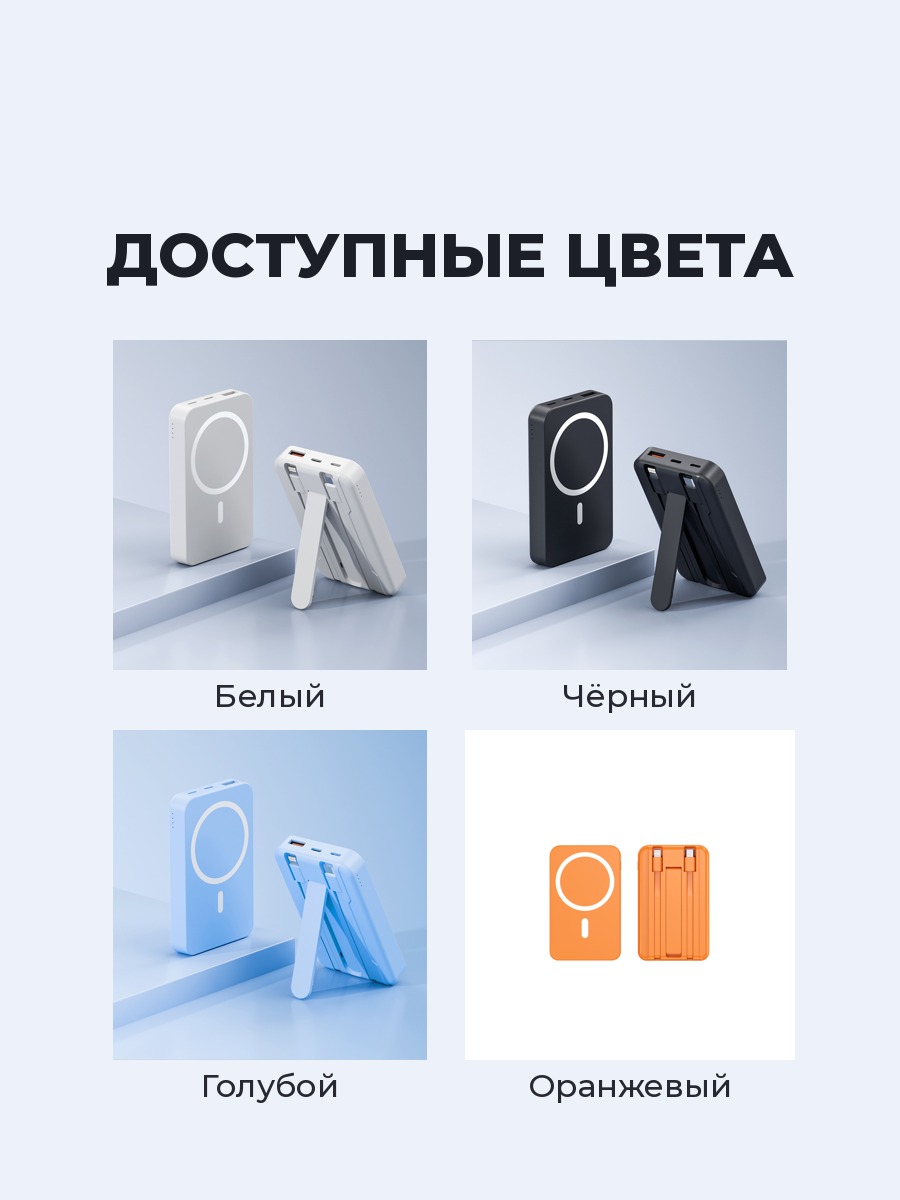 ДОСТУПНЫЕ ЦВЕТА
Белый
Чёрный
Голубой
Оранжевый